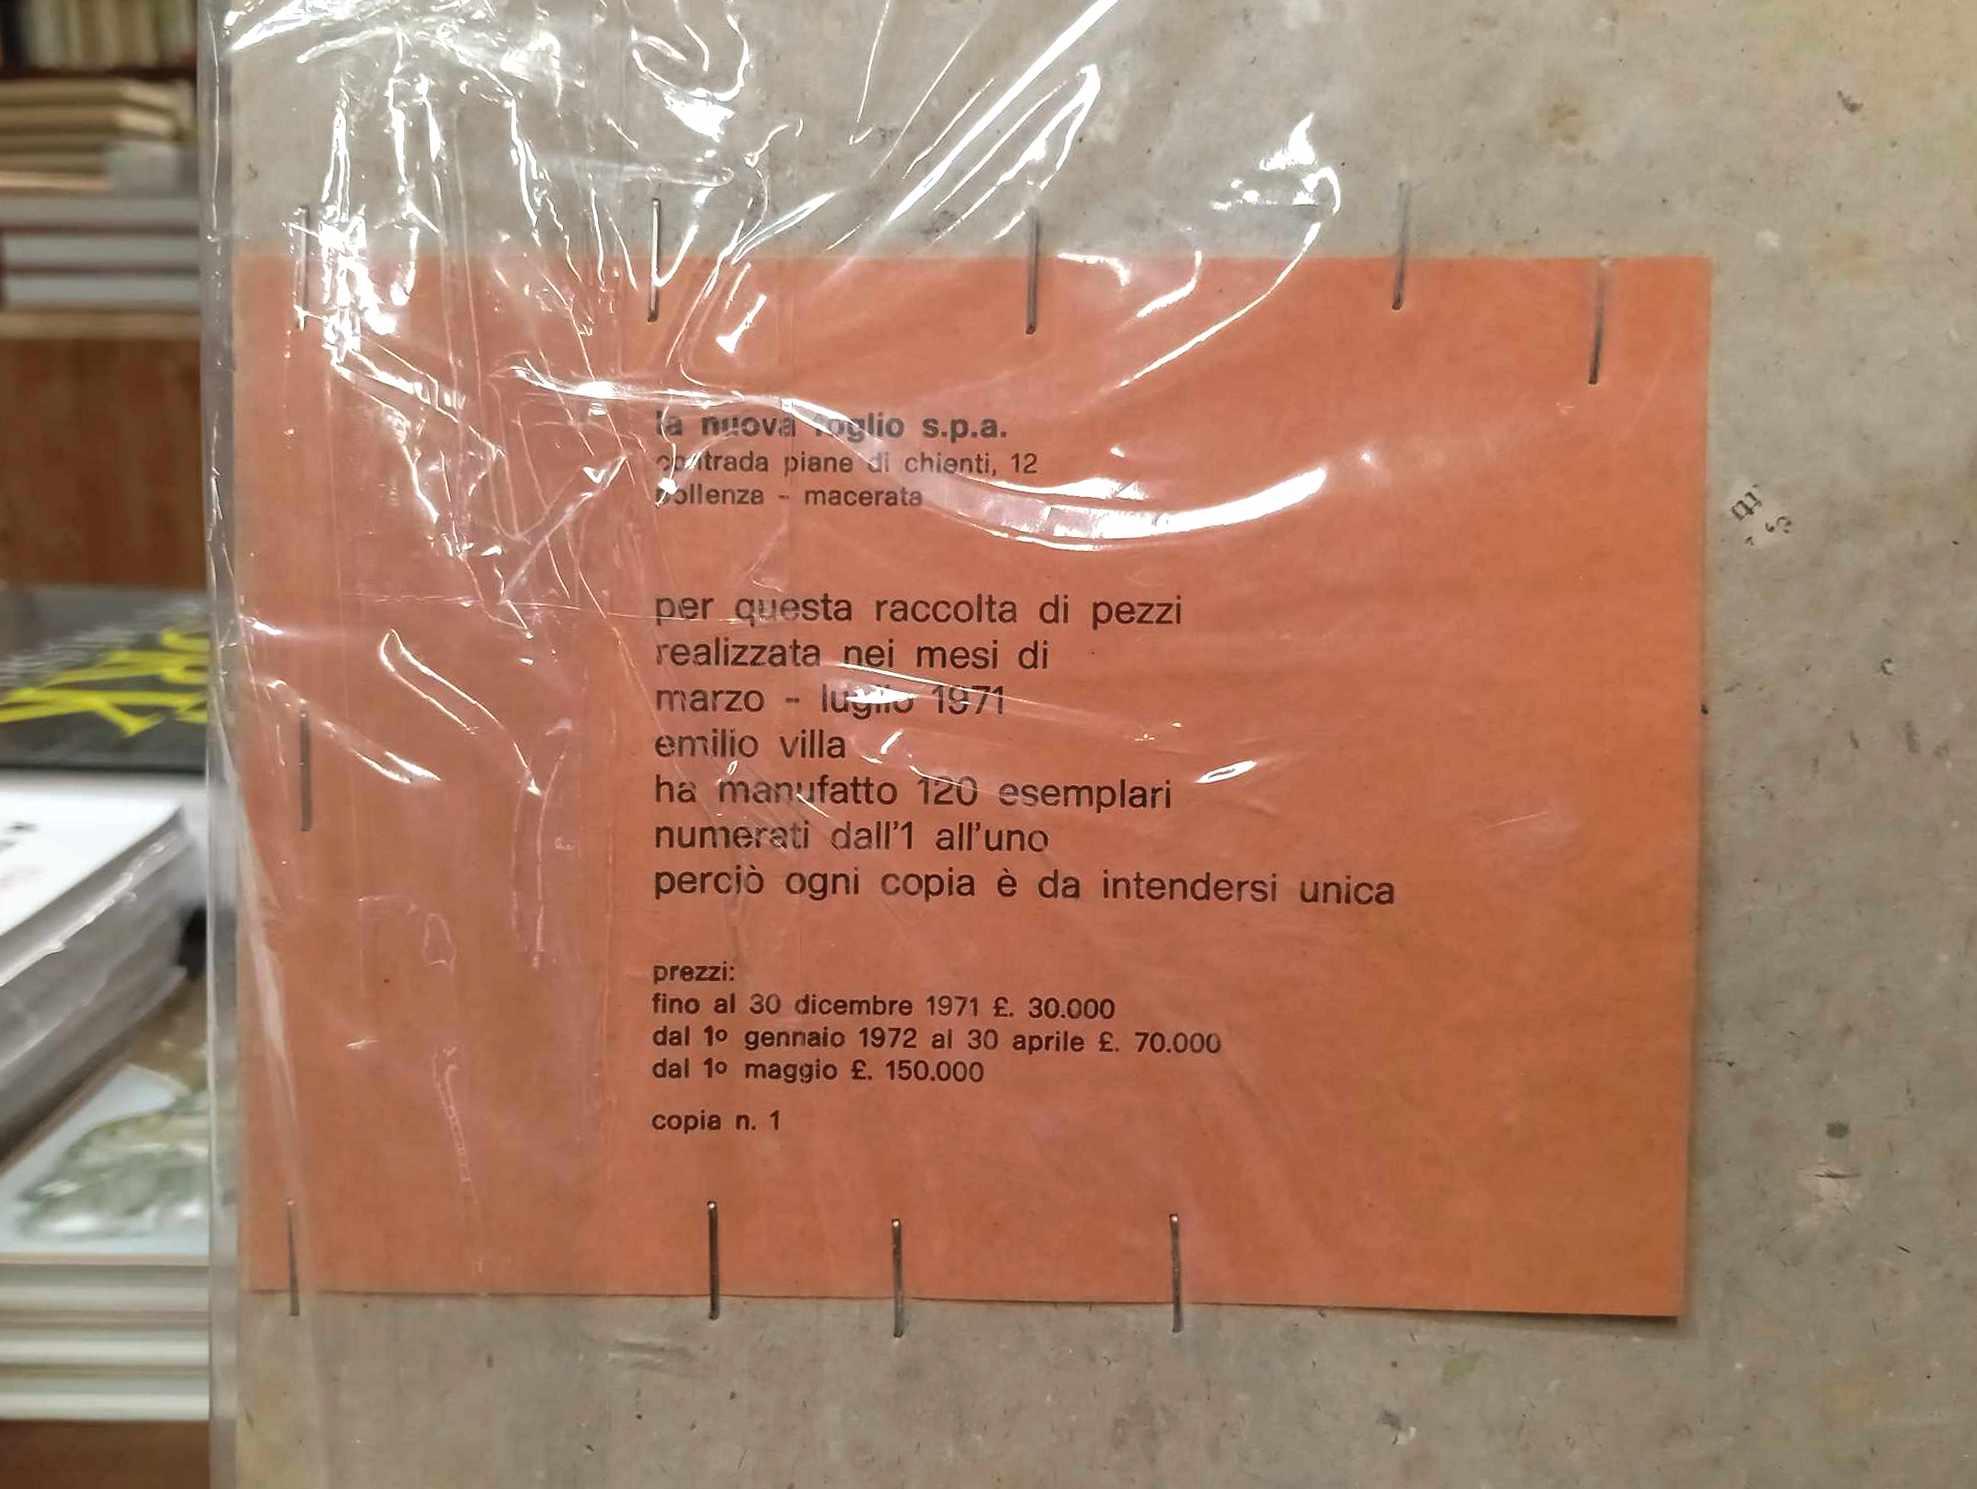 la nuova foglio s.p.a.
contrada piane di chienti, 12
pollenza - macerata
per questa raccolta di pezzi
realizzata nei mesi di
marzo - luglio 1971
emilio villa
ha manufatto 120 esemplari
numerati dall'1 all'uno
perciò ogni copia è da intendersi unica
prezzi:
fino al 30 dicembre 1971 £. 30.000
dal 1º gennaio 1972 al 30 aprile £. 70.000
dal 1º maggio £. 150.000
copia n. 1